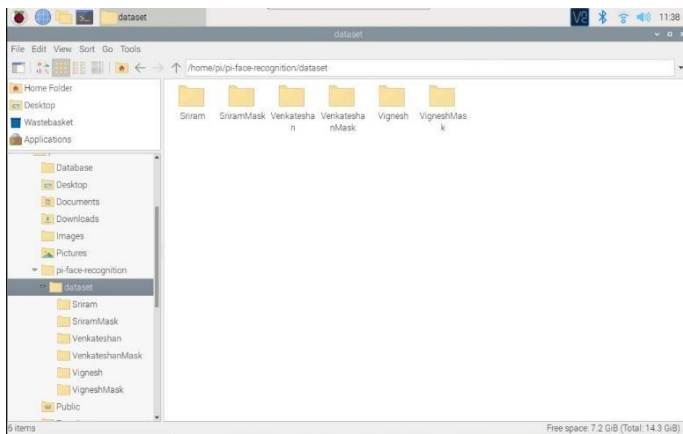 dataset
11:38
dataset
File Edit View Sort Go Tools
/home/pi/pi-face-recognition/dataset
Home Folder
Desktop
Wastebasket
Applications
Database
Desktop
Documents
Downloads
Images
Pictures
pi-face-recognition
dataset
Sriram
SriramMask
Venkateshan
VenkateshanMask
Vignesh
VigneshMask
Public
Sriram SriramMask Venkatesha Venkatesha Vignesh VigneshMas
n nMask k
6 items
Free space: 7.2 GiB (Total: 14.3 GiB)